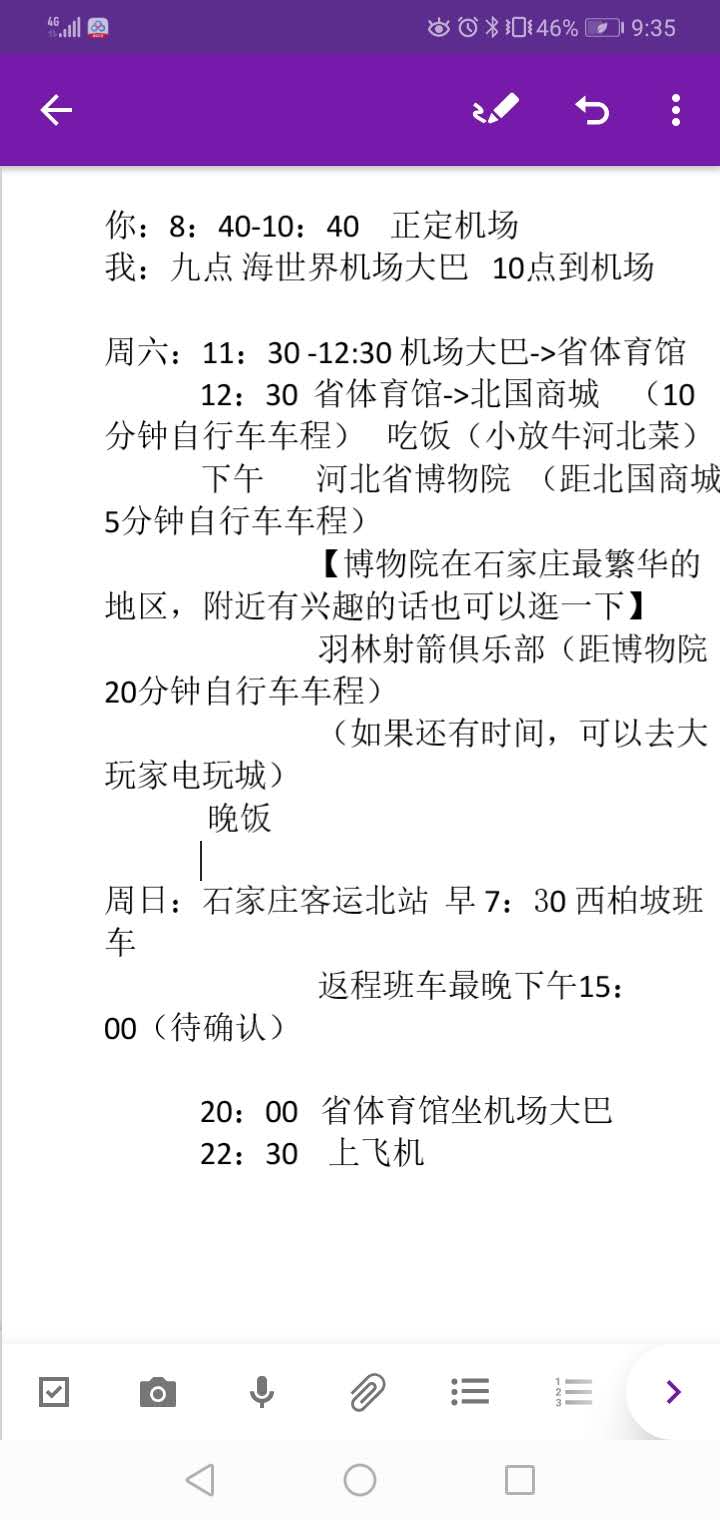 4G 46% 9:35
你：8：40-10：40 正定机场
我：九点 海世界机场大巴 10点到机场
周六：11：30 -12:30 机场大巴->省体育馆
12：30 省体育馆->北国商城 （10
分钟自行车车程） 吃饭（小放牛河北菜）
下午 河北省博物院 （距北国商城
5分钟自行车车程）
【博物院在石家庄最繁华的
地区，附近有兴趣的话也可以逛一下】
羽林射箭俱乐部（距博物院
20分钟自行车车程）
（如果还有时间，可以去大
玩家电玩城）
晚饭
周日：石家庄客运北站 早 7：30 西柏坡班
车
返程班车最晚下午15：
00（待确认）
20：00 省体育馆坐机场大巴
22：30 上飞机